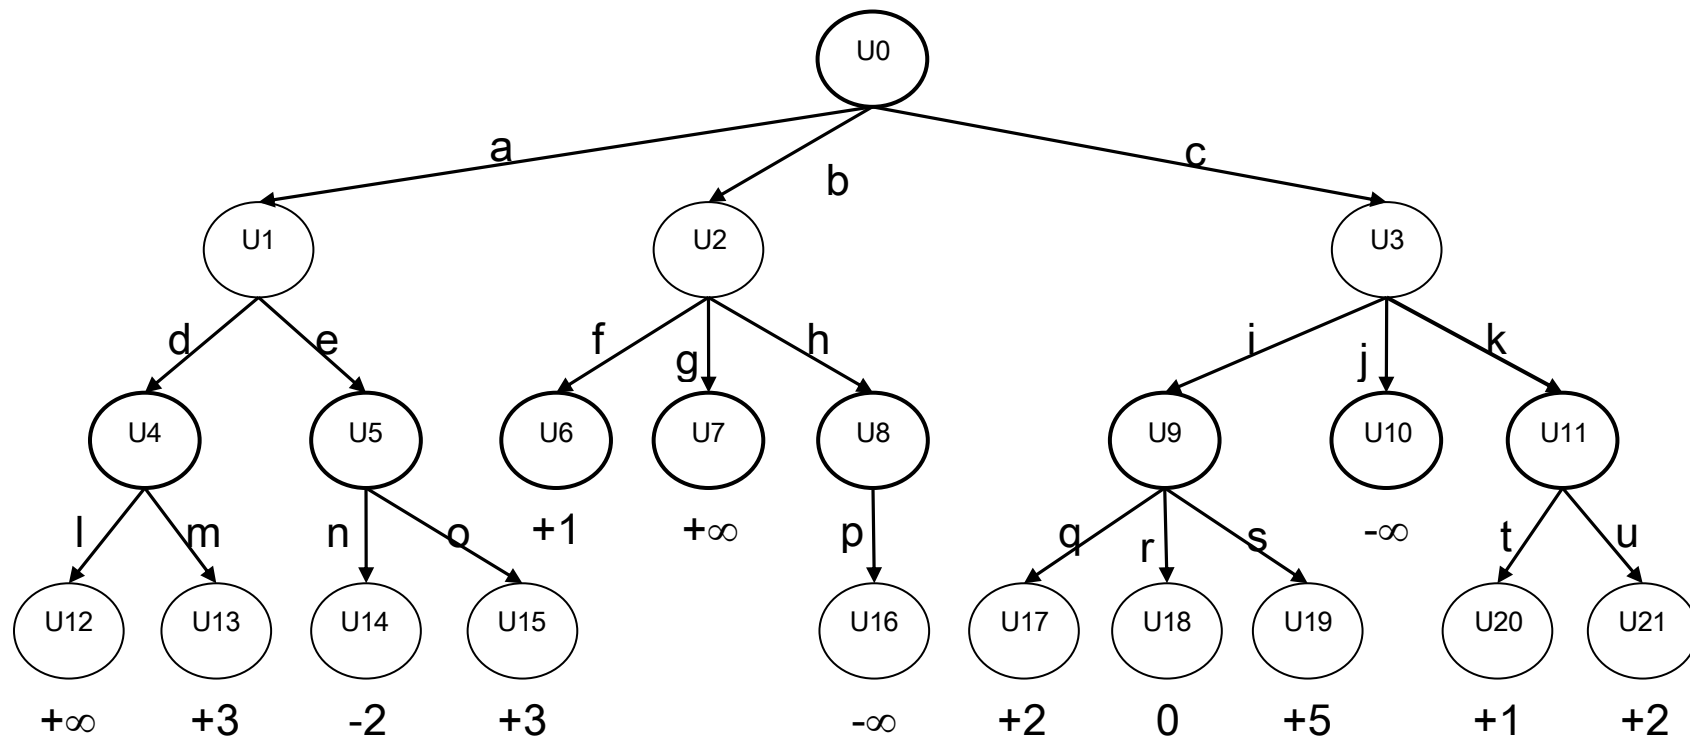 U0
a
b
c
U1
U2
U3
d
e
f
g
h
i
j
k
U4
U5
U6
U7
U8
U9
U10
U11
l
m
n
o
+1
+∞
p
q
r
s
-∞
t
u
U12
U13
U14
U15
U16
U17
U18
U19
U20
U21
+∞
+3
-2
+3
-∞
+2
0
+5
+1
+2